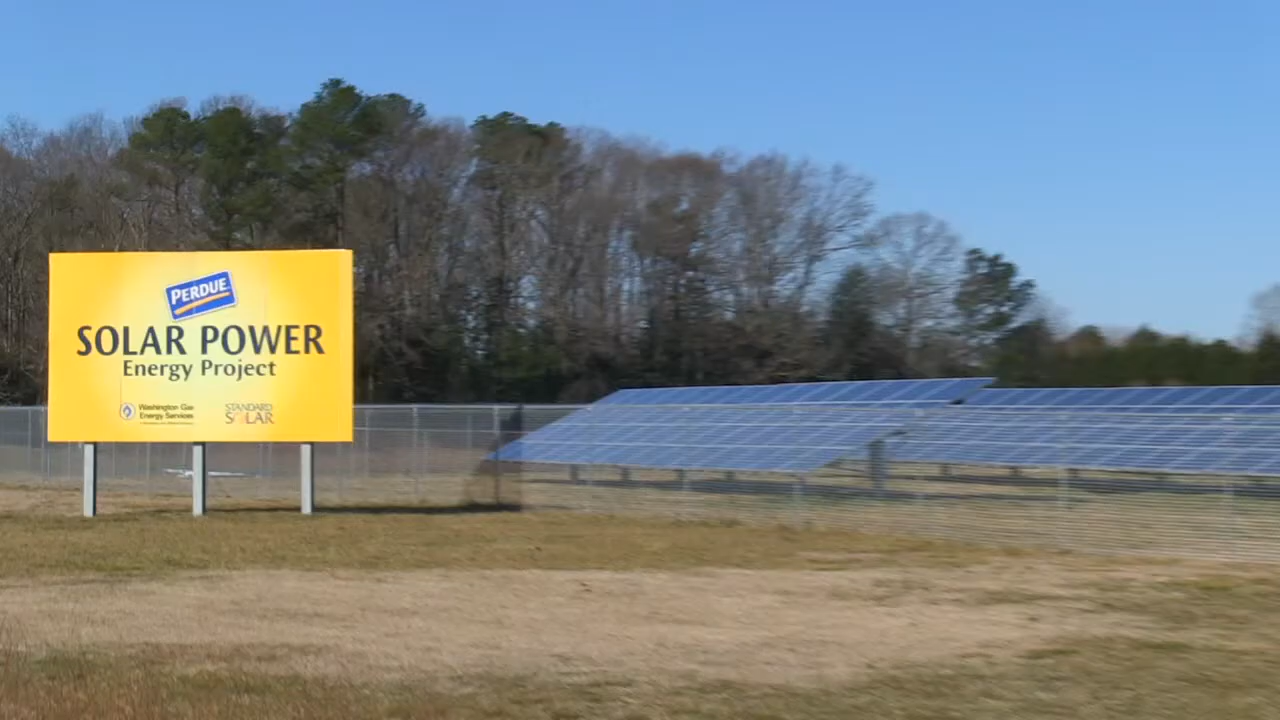 PERDUE
SOLAR POWER
Energy Project
Washington Gas
Energy Services
STANDARD
SOLAR